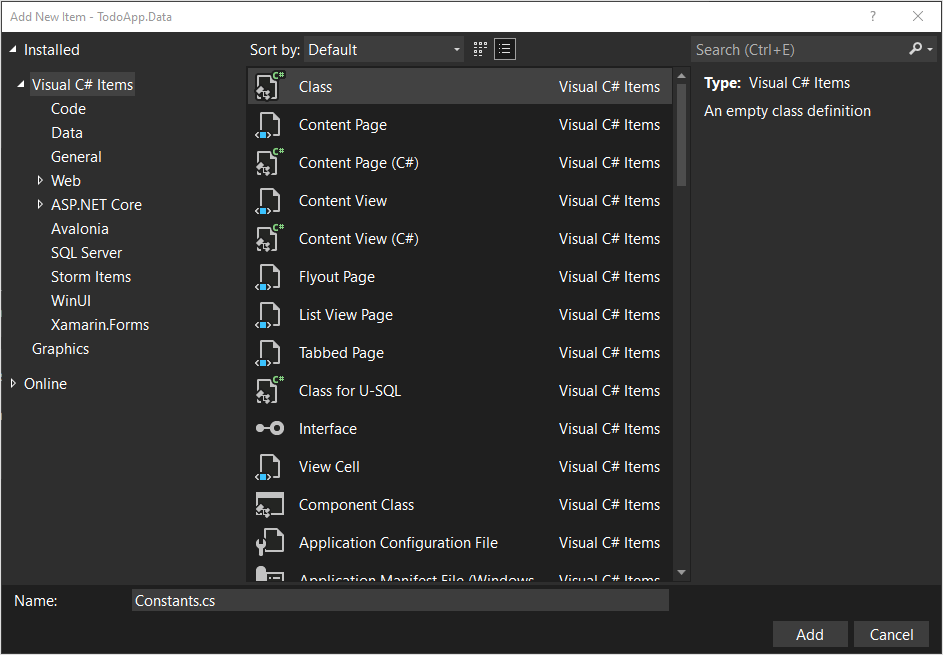 Add New Item - TodoApp.Data
?
Installed
Visual C# Items
Code
Data
General
Web
ASP.NET Core
Avalonia
SQL Server
Storm Items
WinUI
Xamarin.Forms
Graphics
Online
Sort by: Default
Class Visual C# Items
Content Page Visual C# Items
Content Page (C#) Visual C# Items
Content View Visual C# Items
Content View (C#) Visual C# Items
Flyout Page Visual C# Items
List View Page Visual C# Items
Tabbed Page Visual C# Items
Class for U-SQL Visual C# Items
Interface Visual C# Items
View Cell Visual C# Items
Component Class Visual C# Items
Application Configuration File Visual C# Items
Application Manifest File (Windows Visual C# Items
Search (Ctrl+E)
Type: Visual C# Items
An empty class definition
Name: Constants.cs
Add Cancel